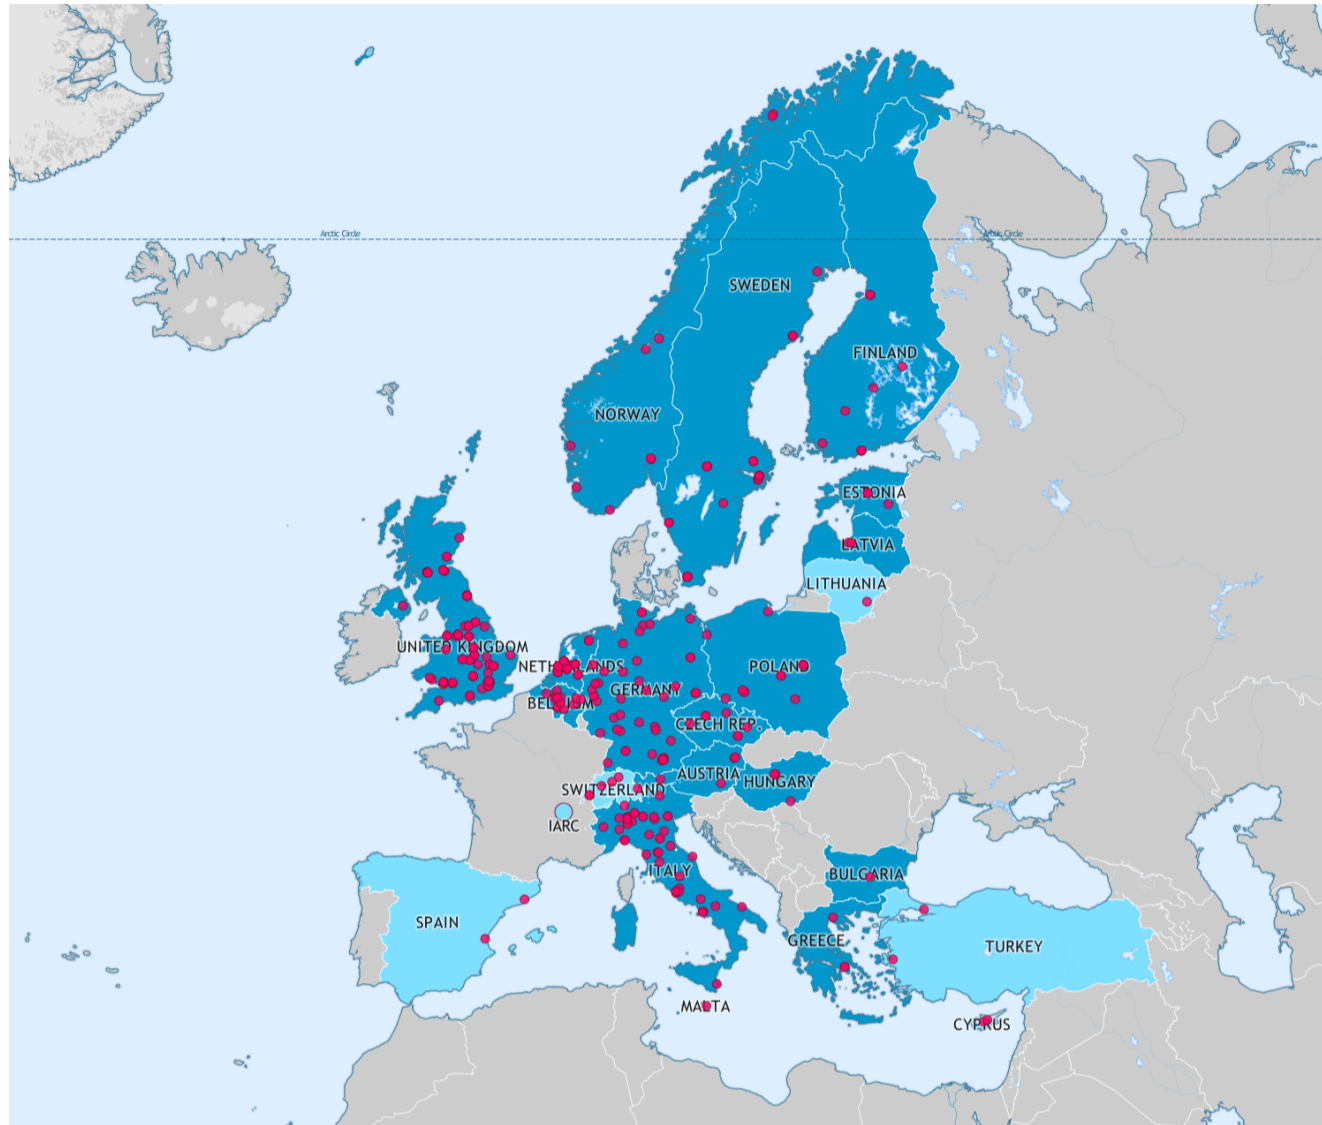 Arctic Circle
Arctic Circle
SWEDEN
FINLAND
NORWAY
ESTONIA
LATVIA
LITHUANIA
UNITED KINGDOM
NETHERLANDS
POLAND
GERMANY
BELGIUM
CZECH REP.
AUSTRIA
HUNGARY
SWITZERLAND
IARC
ITALY
BULGARIA
SPAIN
GREECE
TURKEY
MALTA
CYPRUS